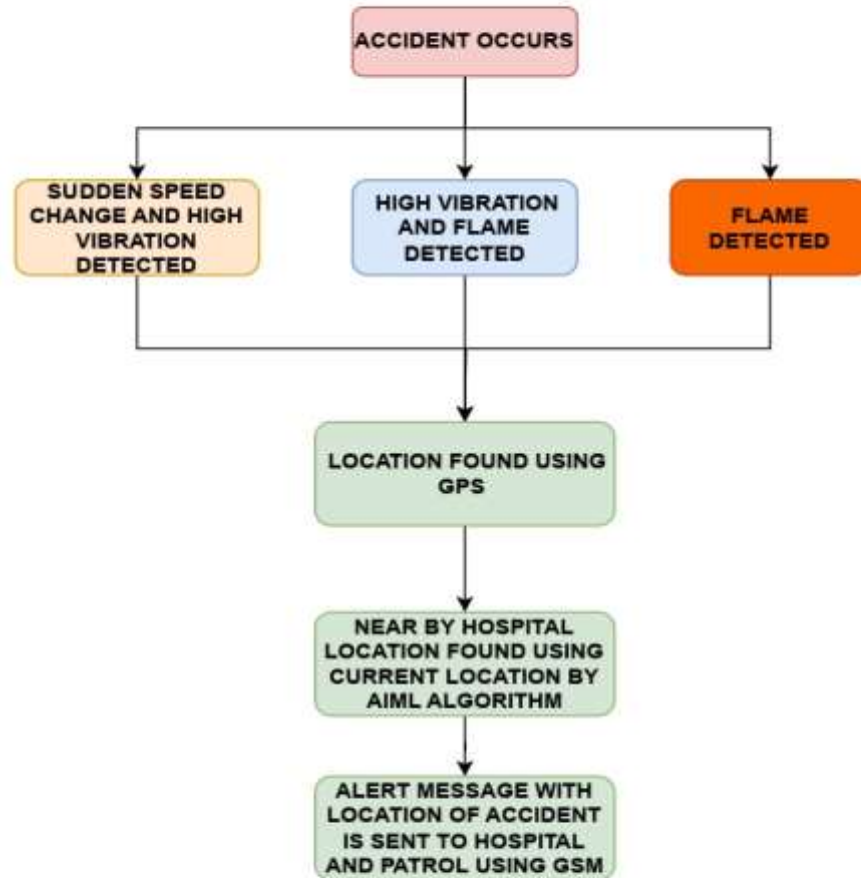 ACCIDENT OCCURS
SUDDEN SPEED
CHANGE AND HIGH
VIBRATION
DETECTED
HIGH VIBRATION
AND FLAME
DETECTED
FLAME
DETECTED
LOCATION FOUND USING
GPS
NEAR BY HOSPITAL
LOCATION FOUND USING
CURRENT LOCATION BY
AIML ALGORITHM
ALERT MESSAGE WITH
LOCATION OF ACCIDENT
IS SENT TO HOSPITAL
AND PATROL USING GSM